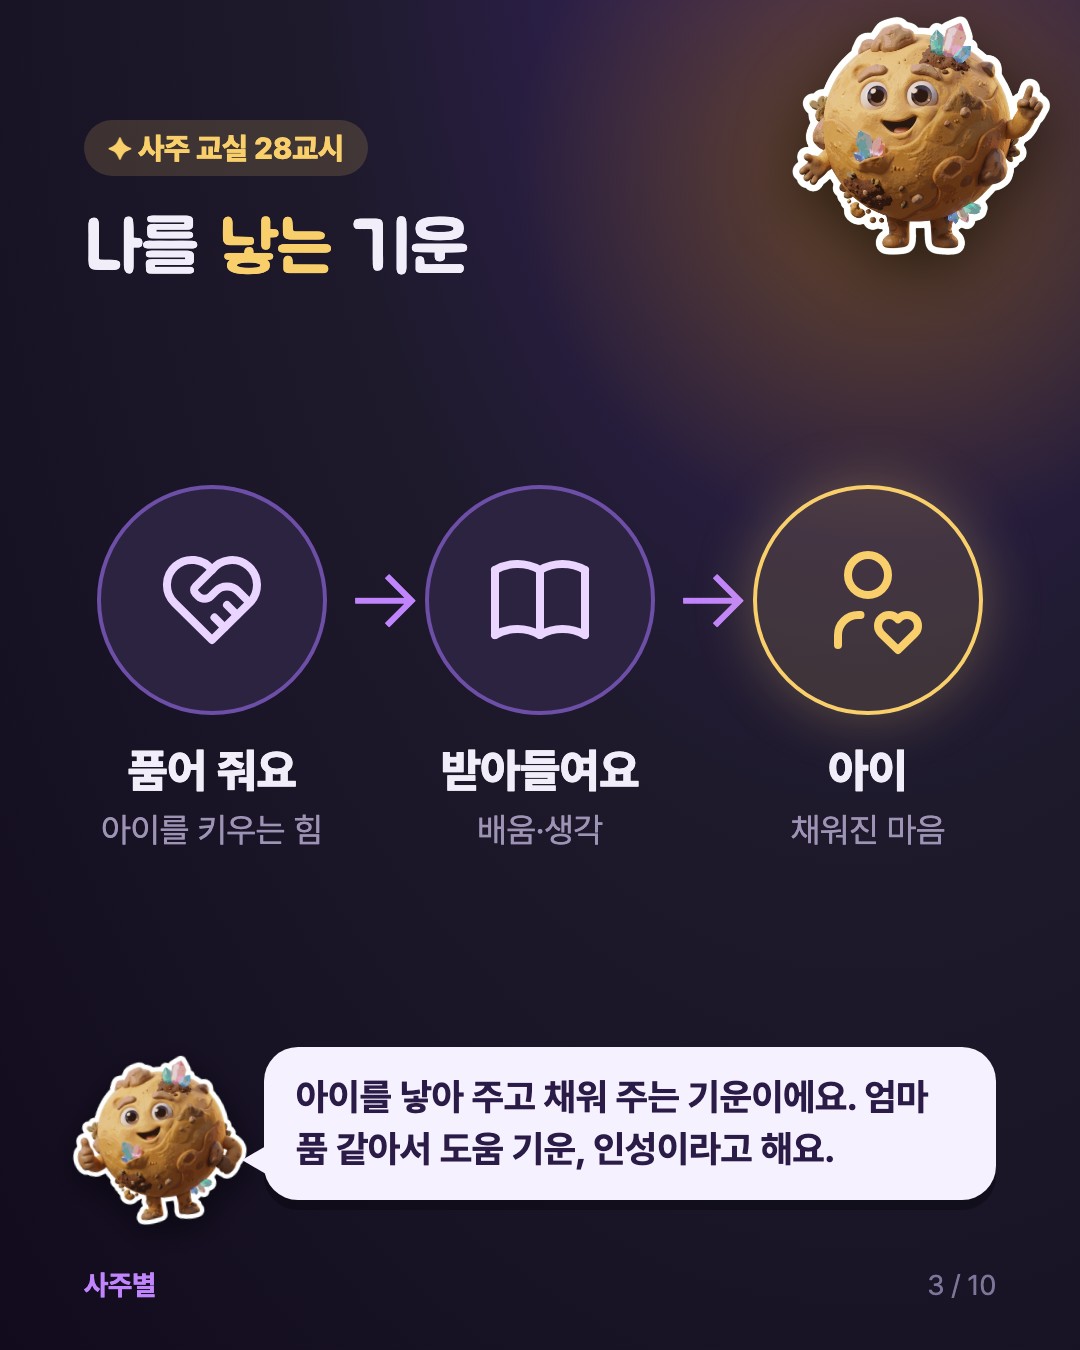 사주 교실 28교시
나를 낳는 기운
품어 줘요
아이를 키우는 힘
받아들여요
배움·생각
아이
채워진 마음
아이를 낳아 주고 채워 주는 기운이에요. 엄마
품 같아서 도움 기운, 인성이라고 해요.
사주별
3 / 10